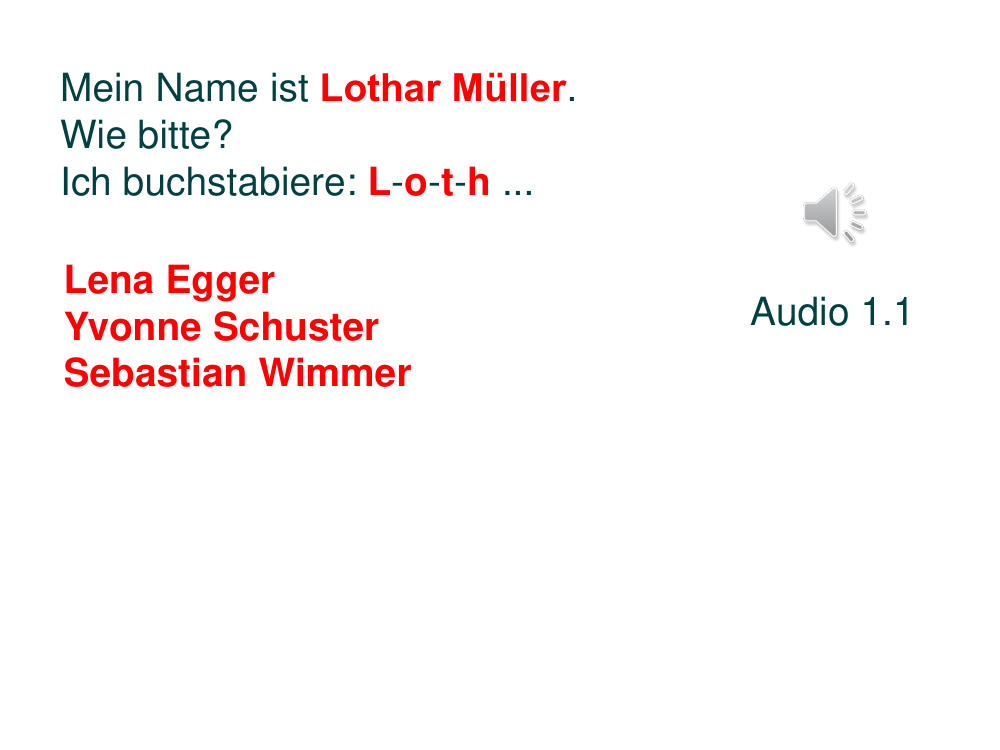 Mein Name ist Lothar Müller.
Wie bitte?
Ich buchstabiere: L-o-t-h ...
Lena Egger
Yvonne Schuster
Sebastian Wimmer
Audio 1.1